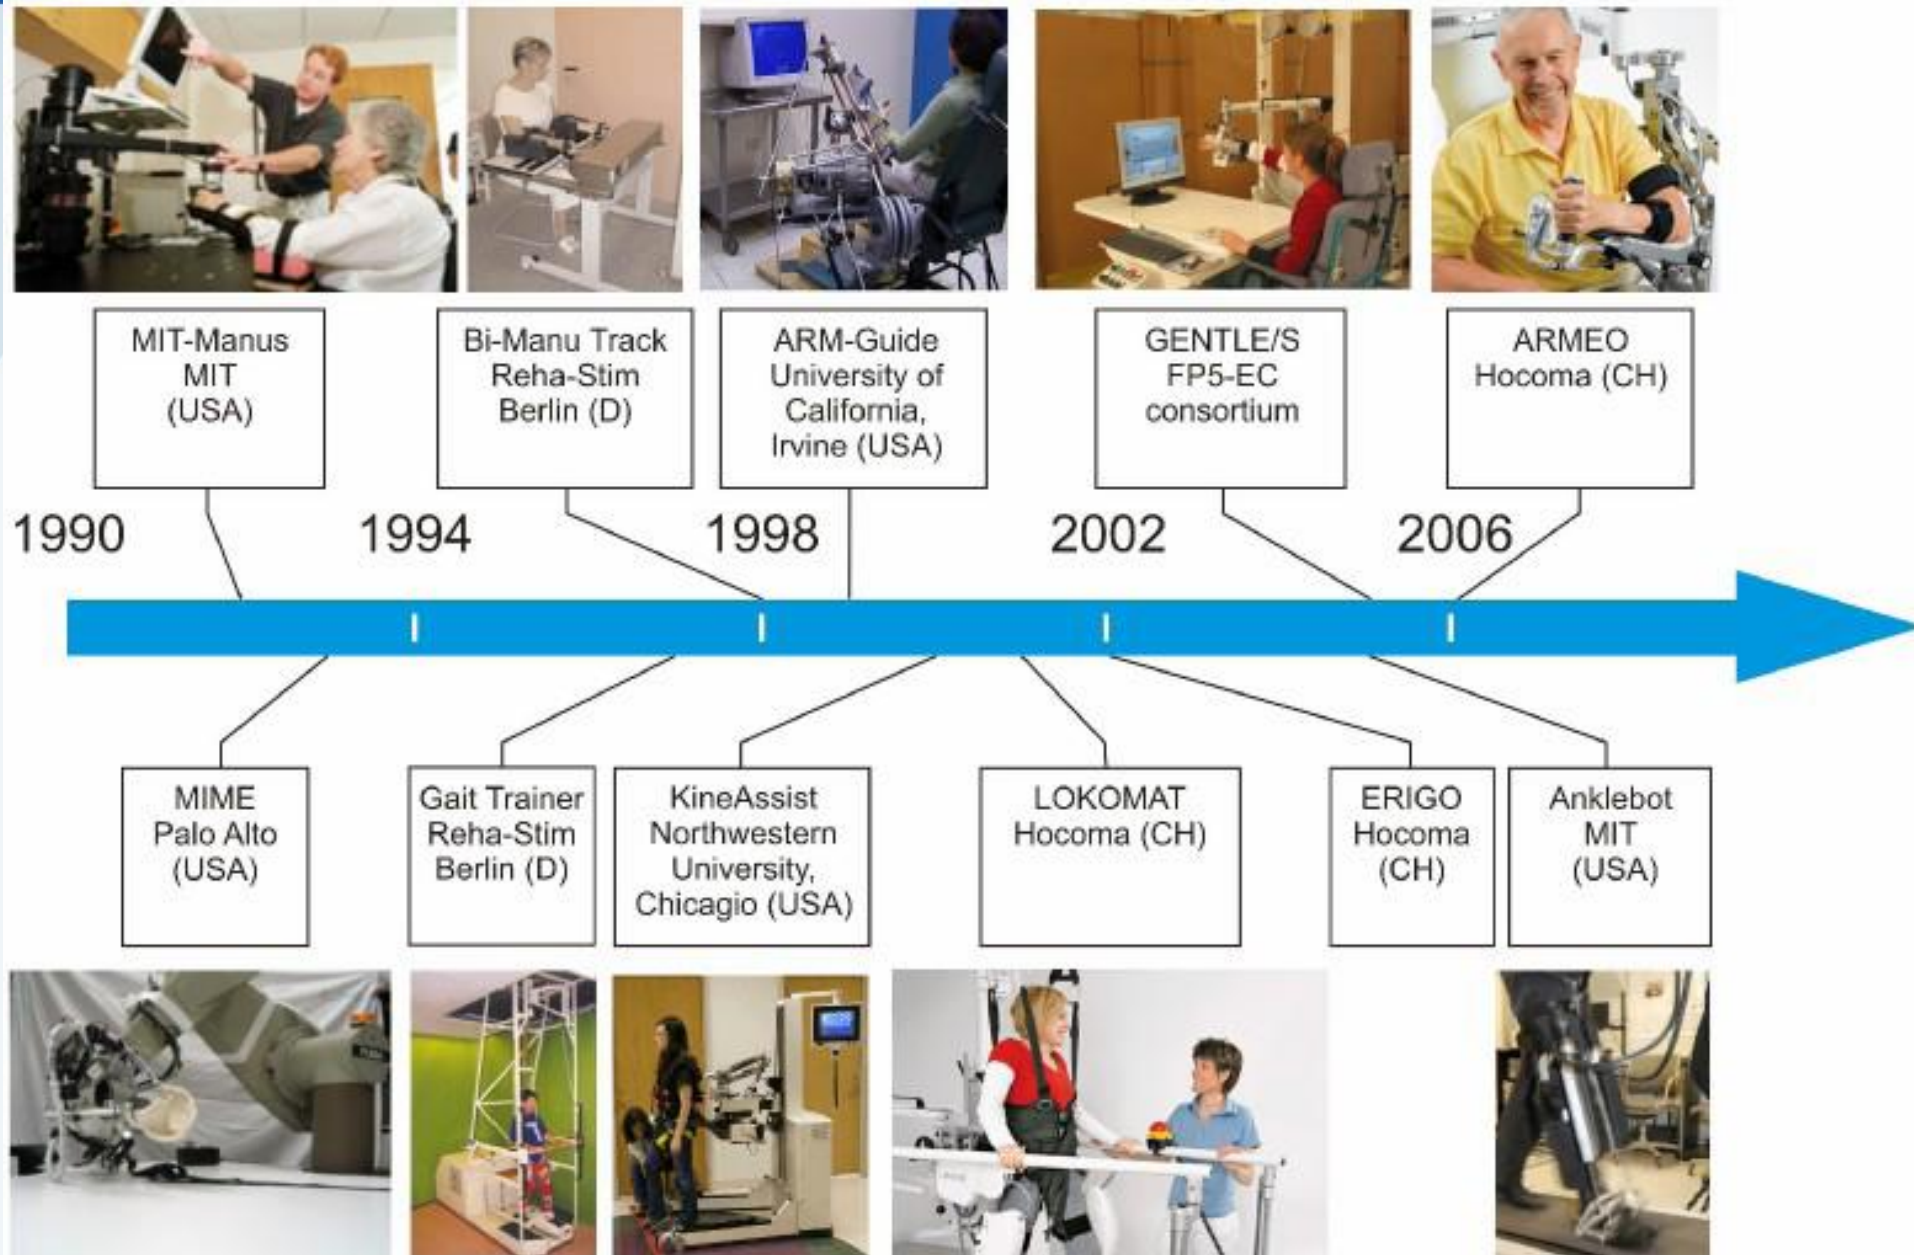 MIT-Manus
MIT
(USA)
Bi-Manu Track
Reha-Stim
Berlin (D)
ARM-Guide
University of
California,
Irvine (USA)
GENTLE/S
FP5-EC
consortium
ARMEO
Hocoma (CH)
1990
1994
1998
2002
2006
MIME
Palo Alto
(USA)
Gait Trainer
Reha-Stim
Berlin (D)
KineAssist
Northwestern
University,
Chicagio (USA)
LOKOMAT
Hocoma (CH)
ERIGO
Hocoma
(CH)
Anklebot
MIT
(USA)